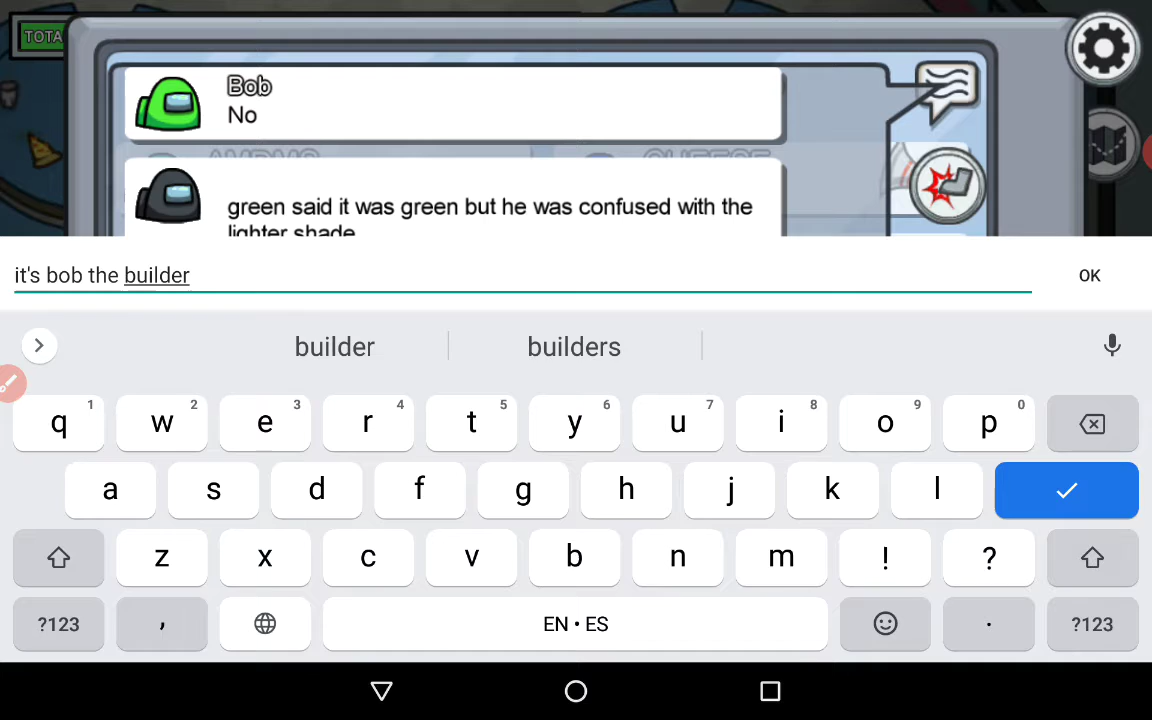 TOTA
Bob
No
green said it was green but he was confused with the
lighter shade
it's bob the builder
OK
builder
builders
q 1 w 2 e 3 r 4 t 5 y 6 u 7 i 8 o 9 p 0
a s d f g h j k l
z x c v b n m ! ?
?123 , EN • ES . ?123